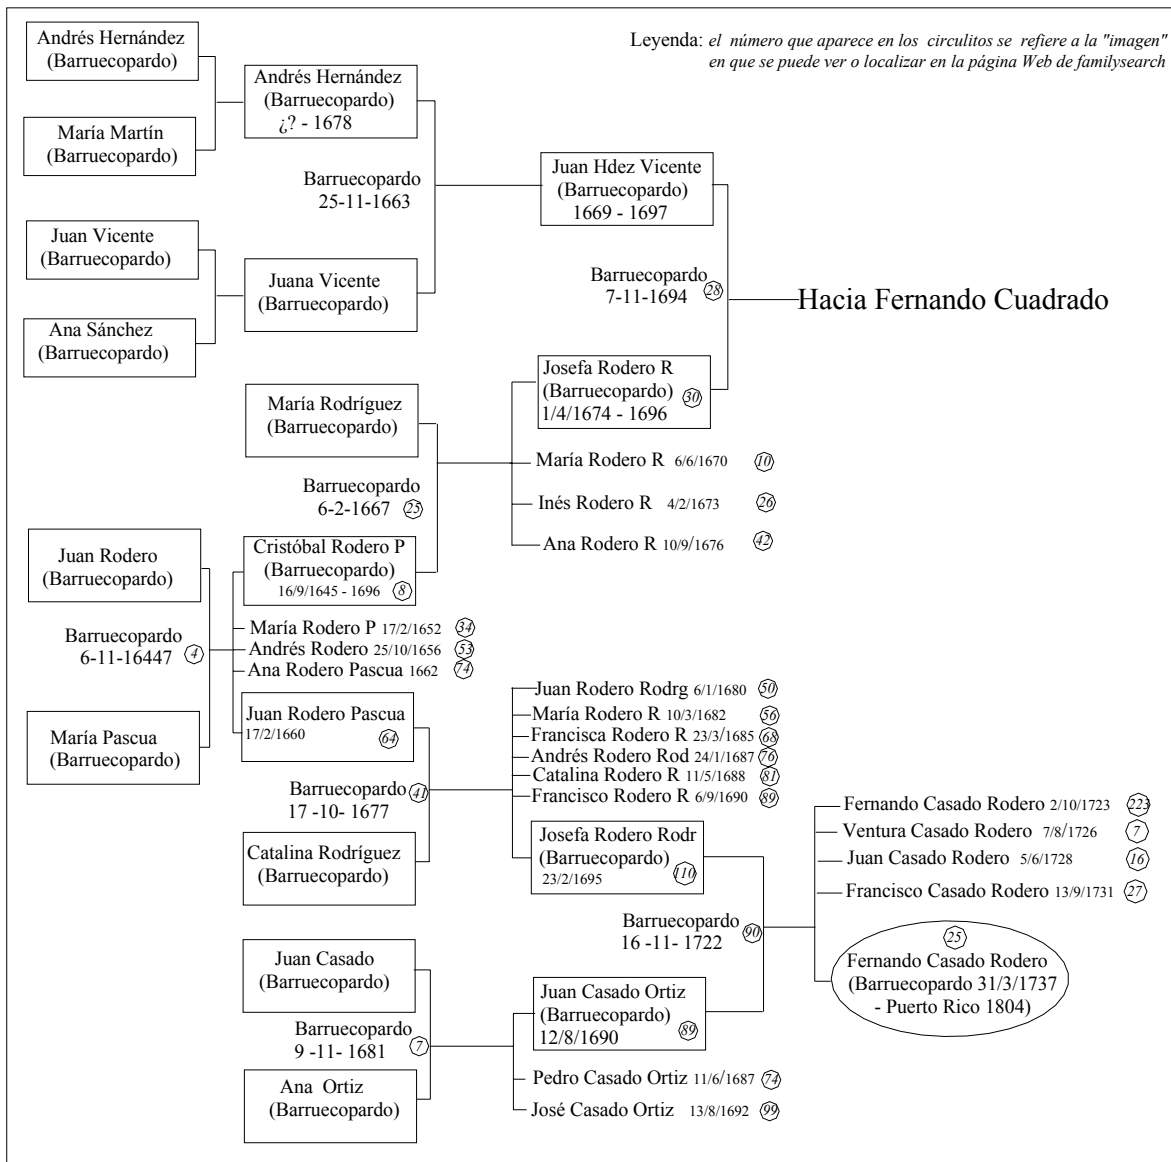 Leyenda: el número que aparece en los circulitos se refiere a la "imagen"
en que se puede ver o localizar en la página Web de familysearch
Andrés Hernández
(Barruecopardo)
María Martín
(Barruecopardo)
Juan Vicente
(Barruecopardo)
Ana Sánchez
(Barruecopardo)
Andrés Hernández
(Barruecopardo)
¿? - 1678
Barruecopardo
25-11-1663
Juana Vicente
(Barruecopardo)
Juan Hdez Vicente
(Barruecopardo)
1669 - 1697
Barruecopardo
7-11-1694 28
Hacia Fernando Cuadrado
Josefa Rodero R
(Barruecopardo)
1/4/1674 - 1696
30
María Rodríguez
(Barruecopardo)
Barruecopardo
6-2-1667 25
María Rodero R 6/6/1670 10
Inés Rodero R 4/2/1673 26
Ana Rodero R 10/9/1676 42
Cristóbal Rodero P
(Barruecopardo)
16/9/1645 - 1696 8
Juan Rodero
(Barruecopardo)
Barruecopardo
6-11-16447 4
María Pascua
(Barruecopardo)
María Rodero P 17/2/1652 34
Andrés Rodero 25/10/1656 53
Ana Rodero Pascua 1662 74
Juan Rodero Pascua
17/2/1660 64
Barruecopardo
17 -10- 1677 41
Catalina Rodríguez
(Barruecopardo)
Juan Rodero Rodrg 6/1/1680 50
María Rodero R 10/3/1682 56
Francisca Rodero R 23/3/1685 68
Andrés Rodero Rod 24/1/1687 76
Catalina Rodero R 11/5/1688 81
Francisco Rodero R 6/9/1690 89
Josefa Rodero Rodr
(Barruecopardo)
23/2/1695 110
Barruecopardo
16 -11- 1722 90
Juan Casado
(Barruecopardo)
Barruecopardo
9 -11- 1681 7
Ana Ortiz
(Barruecopardo)
Juan Casado Ortiz
(Barruecopardo)
12/8/1690 89
Pedro Casado Ortiz 11/6/1687 74
José Casado Ortiz 13/8/1692 99
Fernando Casado Rodero 2/10/1723 223
Ventura Casado Rodero 7/8/1726 7
Juan Casado Rodero 5/6/1728 16
Francisco Casado Rodero 13/9/1731 27
25
Fernando Casado Rodero
(Barruecopardo 31/3/1737
- Puerto Rico 1804)